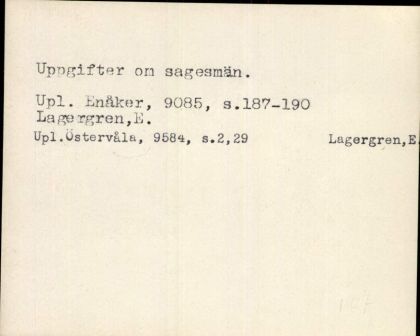 Uppgifter om sagesmän.
Upl. Enåker, 9085, s.187-190
Lagergren,E.
Upl.Östervåla, 9584, s.2,29 Lagergren,E.